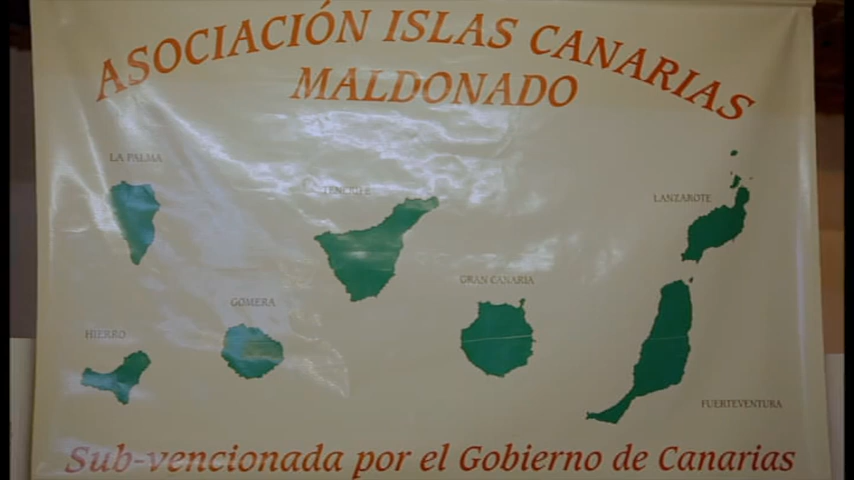 ASOCIACIÓN ISLAS CANARIAS
MALDONADO
LA PALMA
TENERIFE
LANZAROTE
GRAN CANARIA
GOMERA
HIERRO
FUERTEVENTURA
Sub-vencionada por el Gobierno de Canarias